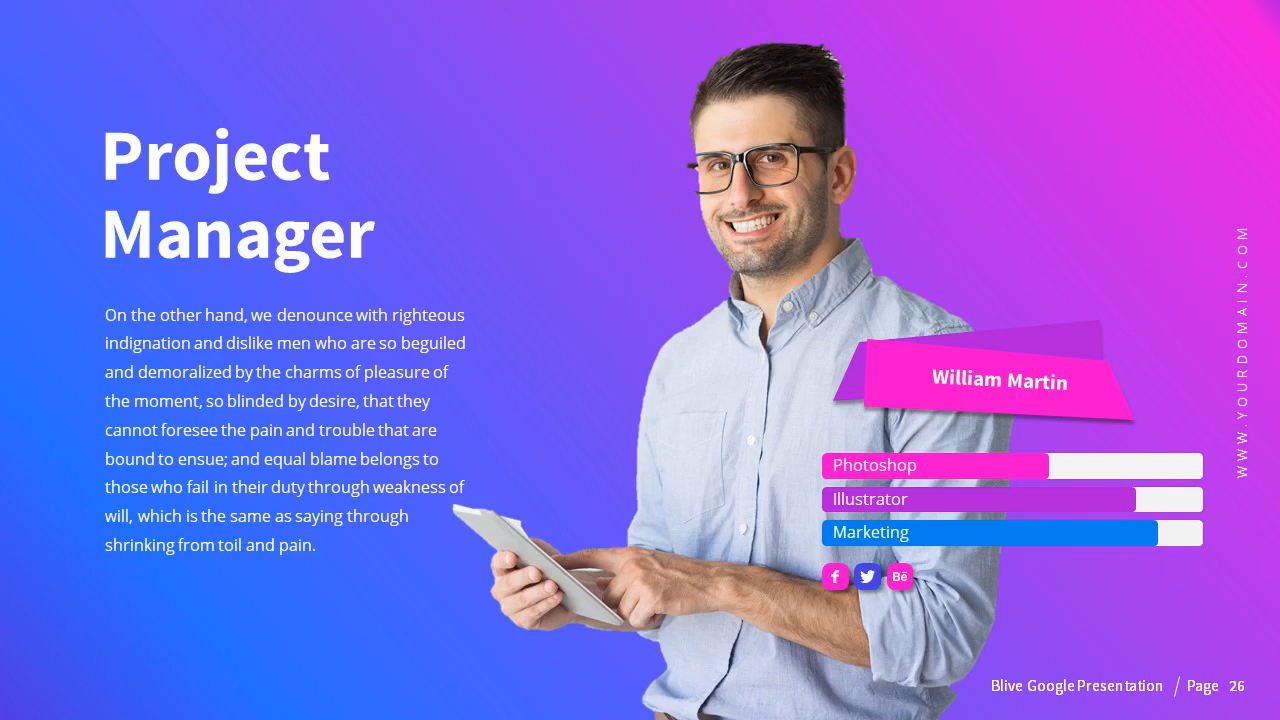 Project
Manager
On the other hand, we denounce with righteous
indignation and dislike men who are so beguiled
and demoralized by the charms of pleasure of
the moment, so blinded by desire, that they
cannot foresee the pain and trouble that are
bound to ensue; and equal blame belongs to
those who fail in their duty through weakness of
will, which is the same as saying through
shrinking from toil and pain.
William Martin
Photoshop
Illustrator
Marketing
f
Bē
WWW.YOURDOMAIN.COM
Blive Google Presentation / Page 26